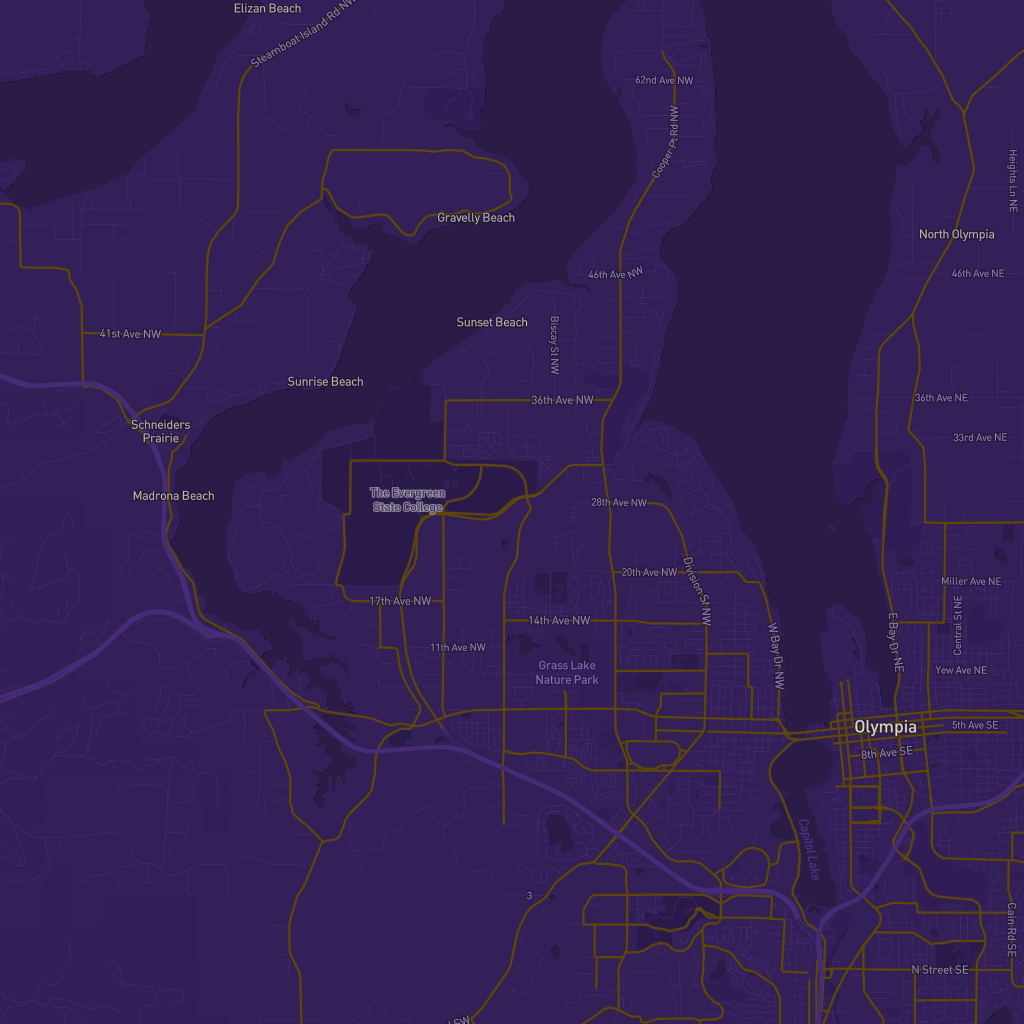 Elizan Beach
Steamboat Island Rd NW
62nd Ave NW
Cooper Pt Rd NW
Heights Ln NE
Gravelly Beach
North Olympia
46th Ave NW
46th Ave NE
Sunset Beach
Biscay St NW
41st Ave NW
Sunrise Beach
36th Ave NW
36th Ave NE
Schneiders
Prairie
33rd Ave NE
Madrona Beach
The Evergreen
State College
28th Ave NW
20th Ave NW
Division St NW
Miller Ave NE
17th Ave NW
14th Ave NW
W Bay Dr NW
E Bay Dr NE
Central St NE
11th Ave NW
Grass Lake
Nature Park
Yew Ave NE
Olympia
5th Ave SE
8th Ave SE
Capitol Lake
3
Cain Rd SE
N Street SE
SW